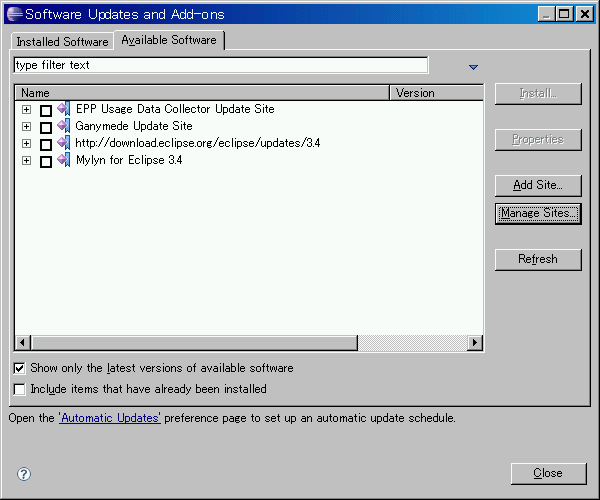 Software Updates and Add-ons
Installed Software
Available Software
type filter text
Name
Version
EPP Usage Data Collector Update Site
Ganymede Update Site
http://download.eclipse.org/eclipse/updates/3.4
Mylyn for Eclipse 3.4
Install...
Properties
Add Site...
Manage Sites...
Refresh
Show only the latest versions of available software
Include items that have already been installed
Open the 'Automatic Updates' preference page to set up an automatic update schedule.
?
Close